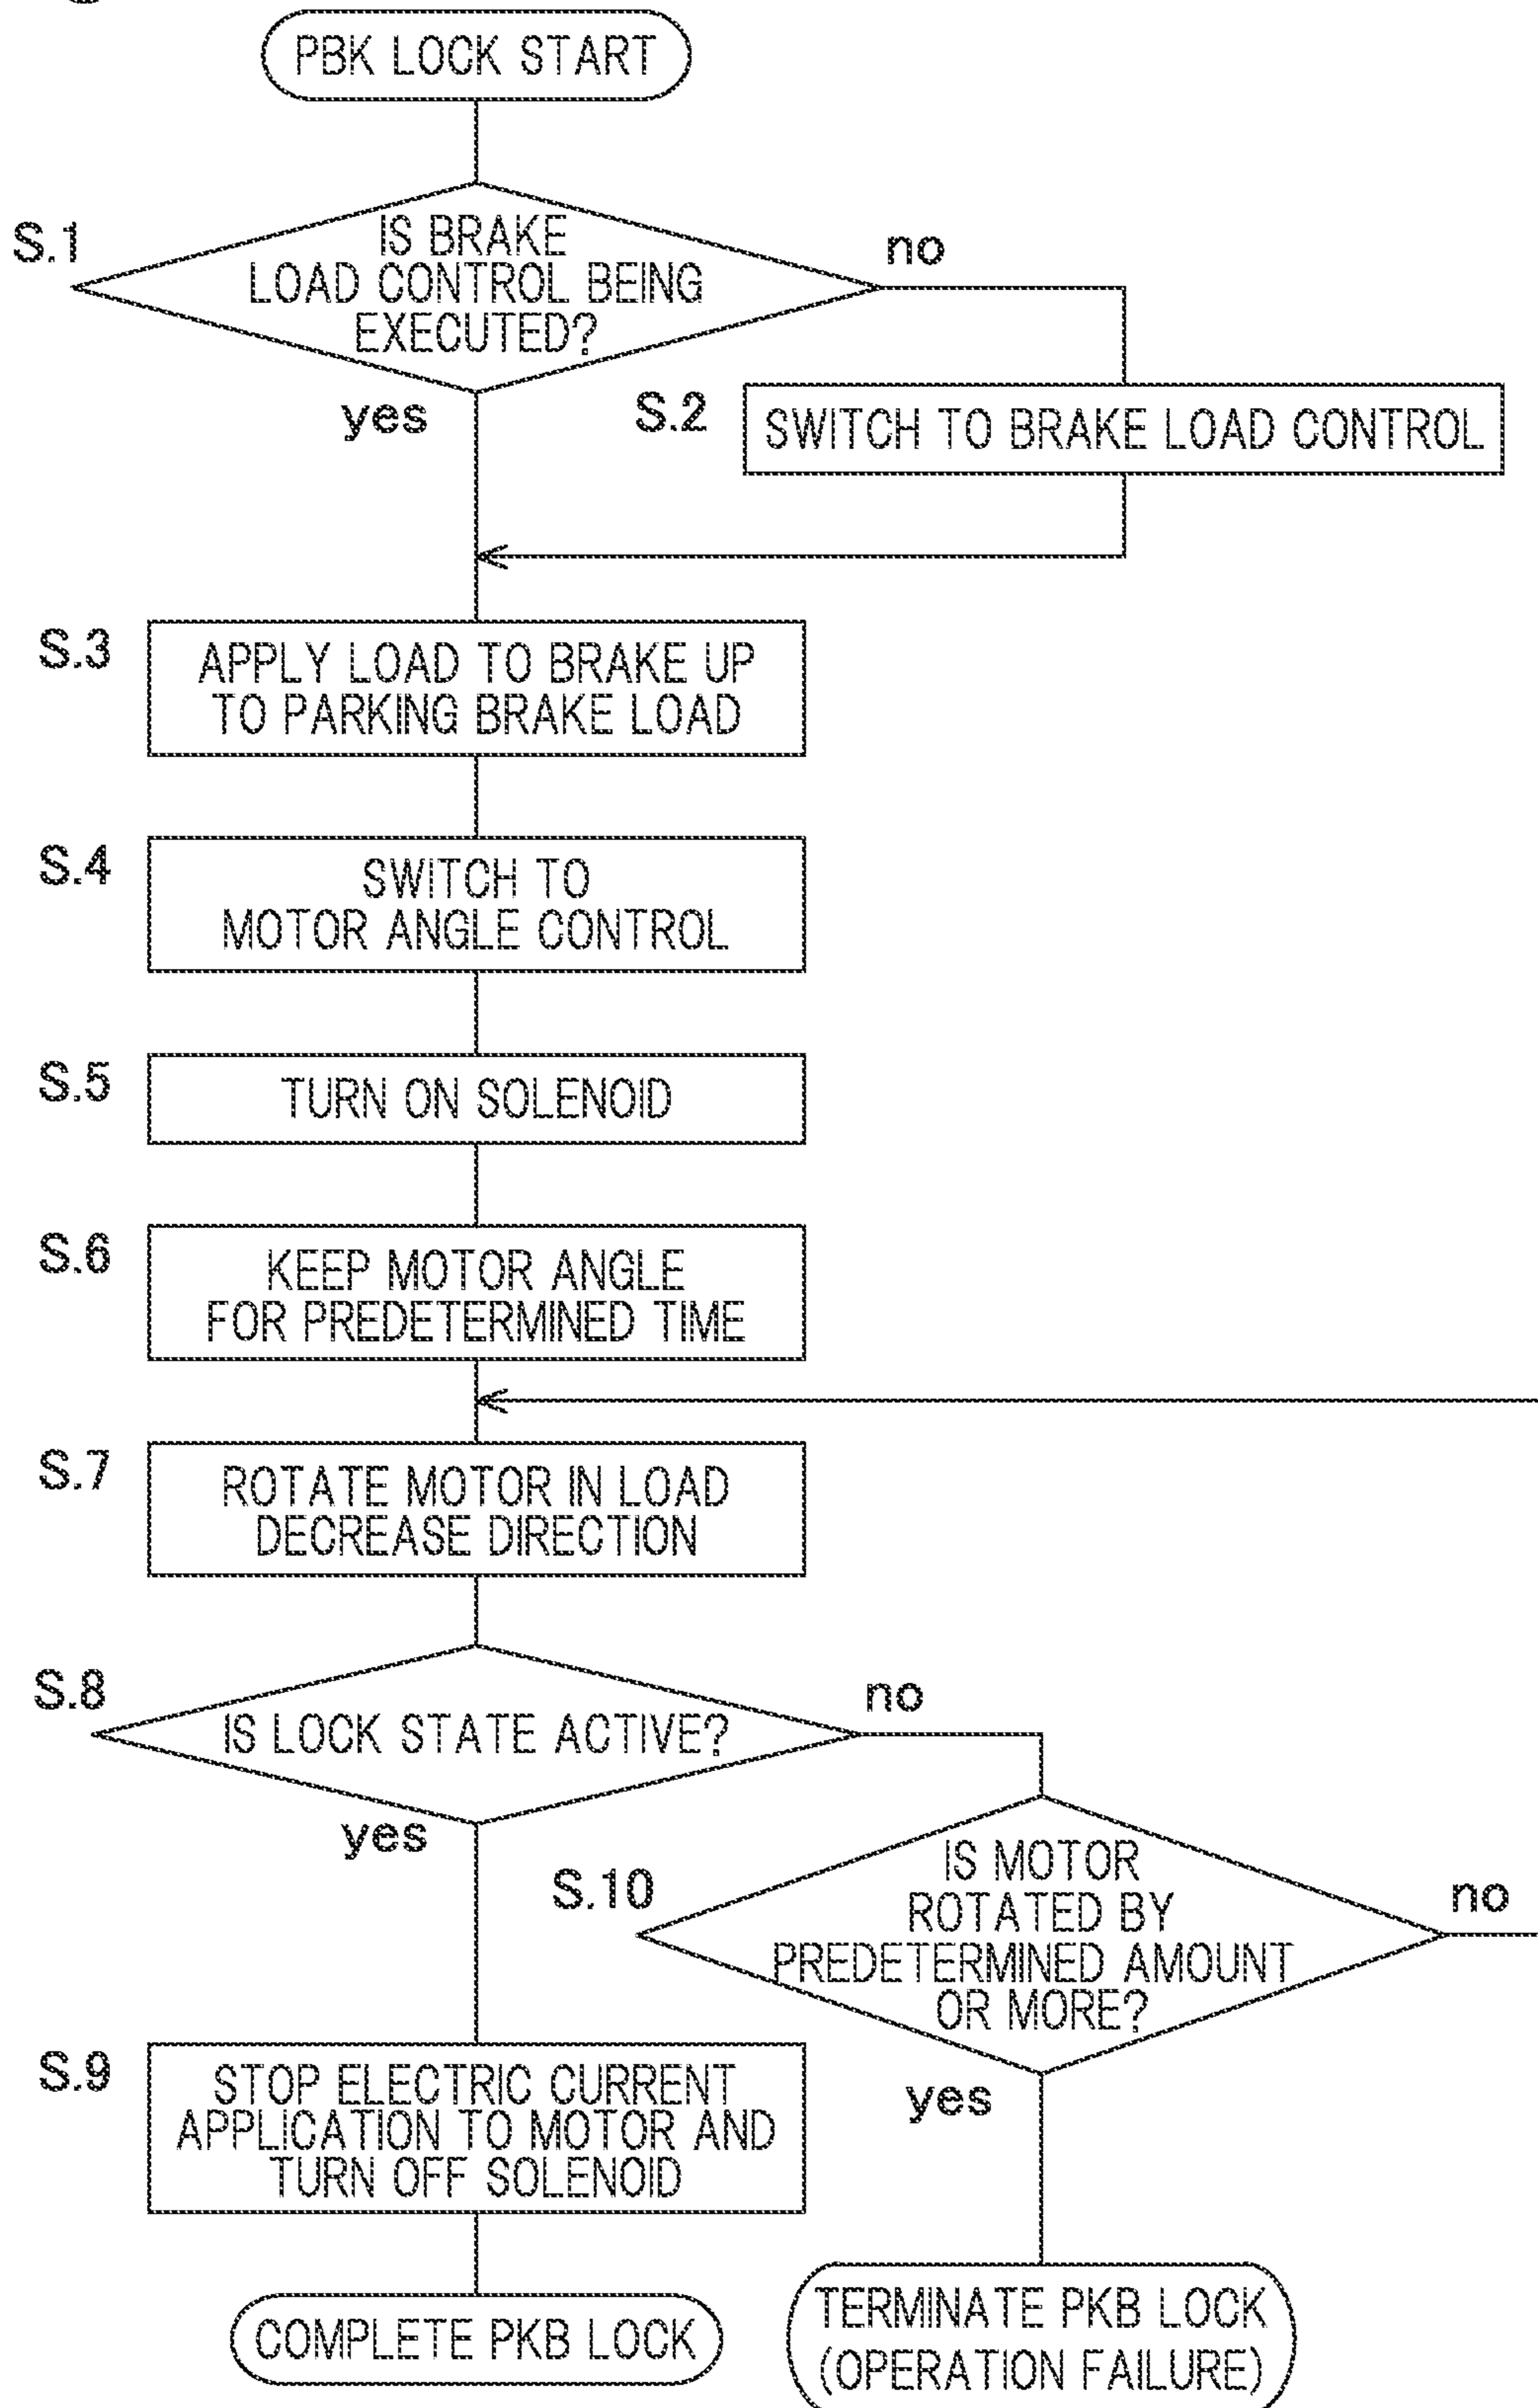 PBK LOCK START
S.1
IS BRAKE
LOAD CONTROL BEING
EXECUTED?
no
yes
S.2
SWITCH TO BRAKE LOAD CONTROL
S.3
APPLY LOAD TO BRAKE UP
TO PARKING BRAKE LOAD
S.4
SWITCH TO
MOTOR ANGLE CONTROL
S.5
TURN ON SOLENOID
S.6
KEEP MOTOR ANGLE
FOR PREDETERMINED TIME
S.7
ROTATE MOTOR IN LOAD
DECREASE DIRECTION
S.8
IS LOCK STATE ACTIVE?
no
yes
S.10
IS MOTOR
ROTATED BY
PREDETERMINED AMOUNT
OR MORE?
no
yes
S.9
STOP ELECTRIC CURRENT
APPLICATION TO MOTOR AND
TURN OFF SOLENOID
COMPLETE PKB LOCK
TERMINATE PKB LOCK
(OPERATION FAILURE)